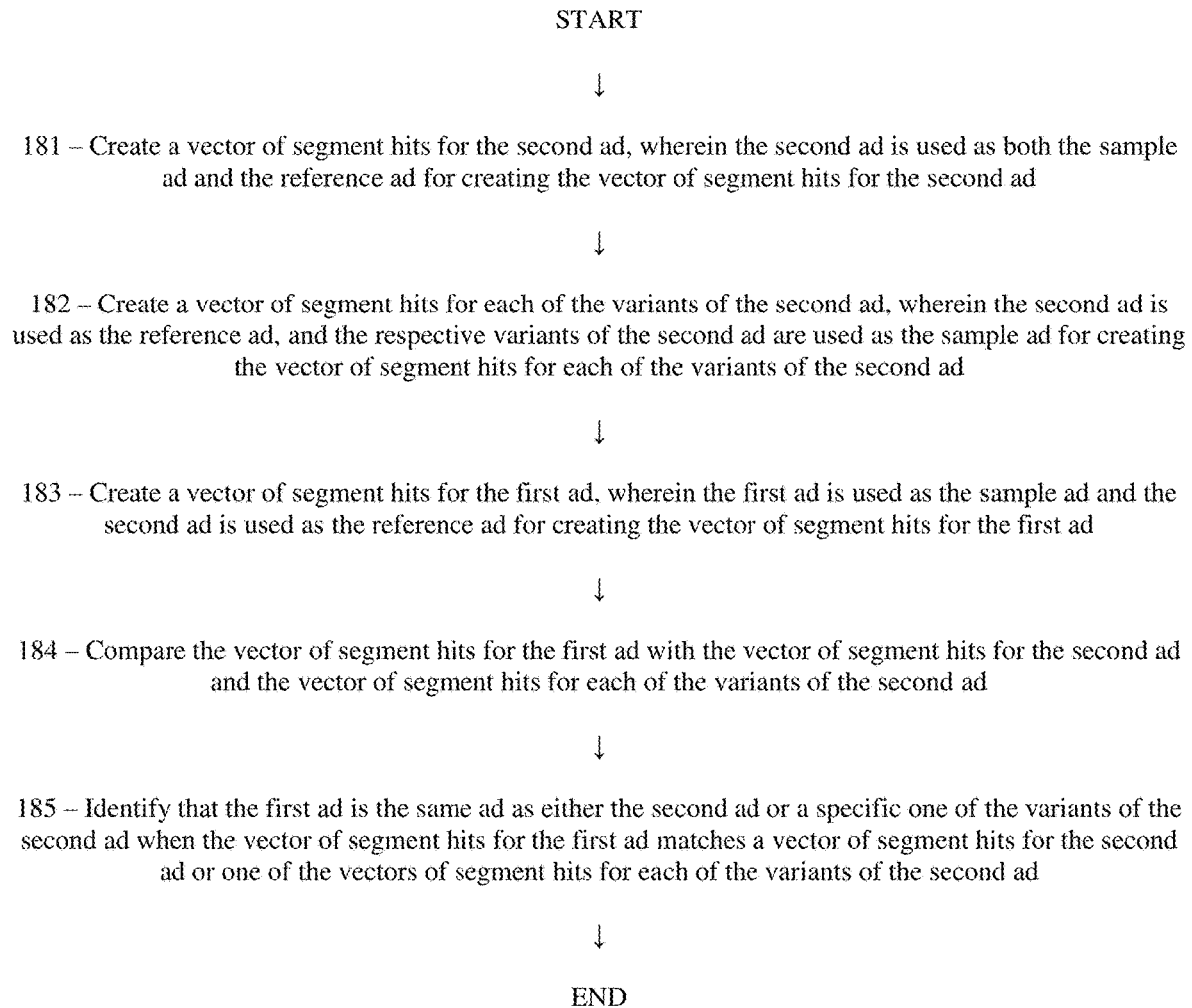 START
↓
181 – Create a vector of segment hits for the second ad, wherein the second ad is used as both the sample
ad and the reference ad for creating the vector of segment hits for the second ad
↓
182 – Create a vector of segment hits for each of the variants of the second ad, wherein the second ad is
used as the reference ad, and the respective variants of the second ad are used as the sample ad for creating
the vector of segment hits for each of the variants of the second ad
↓
183 – Create a vector of segment hits for the first ad, wherein the first ad is used as the sample ad and the
second ad is used as the reference ad for creating the vector of segment hits for the first ad
↓
184 – Compare the vector of segment hits for the first ad with the vector of segment hits for the second ad
and the vector of segment hits for each of the variants of the second ad
↓
185 – Identify that the first ad is the same ad as either the second ad or a specific one of the variants of the
second ad when the vector of segment hits for the first ad matches a vector of segment hits for the second
ad or one of the vectors of segment hits for each of the variants of the second ad
↓
END